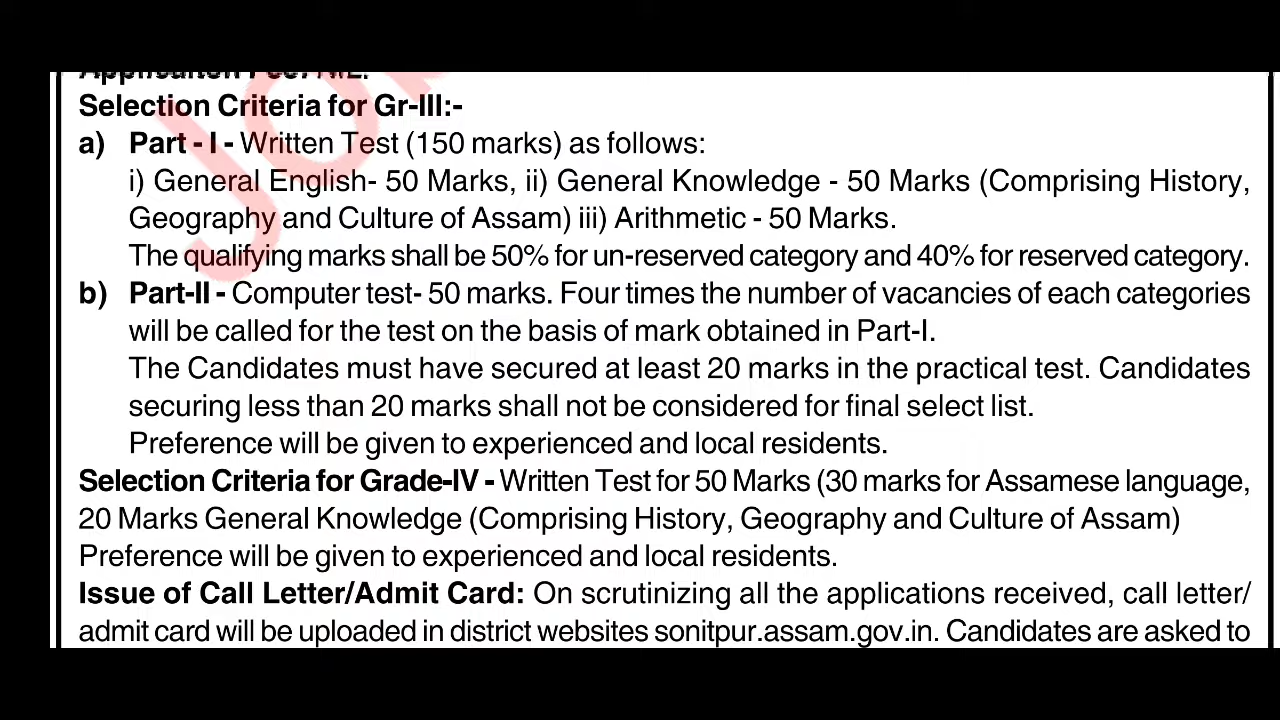 Selection Criteria for Gr-III:-
a) Part - I - Written Test (150 marks) as follows:
i) General English- 50 Marks, ii) General Knowledge - 50 Marks (Comprising History,
Geography and Culture of Assam) iii) Arithmetic - 50 Marks.
The qualifying marks shall be 50% for un-reserved category and 40% for reserved category.
b) Part-II - Computer test- 50 marks. Four times the number of vacancies of each categories
will be called for the test on the basis of mark obtained in Part-I.
The Candidates must have secured at least 20 marks in the practical test. Candidates
securing less than 20 marks shall not be considered for final select list.
Preference will be given to experienced and local residents.
Selection Criteria for Grade-IV - Written Test for 50 Marks (30 marks for Assamese language,
20 Marks General Knowledge (Comprising History, Geography and Culture of Assam)
Preference will be given to experienced and local residents.
Issue of Call Letter/Admit Card: On scrutinizing all the applications received, call letter/
admit card will be uploaded in district websites sonitpur.assam.gov.in. Candidates are asked to